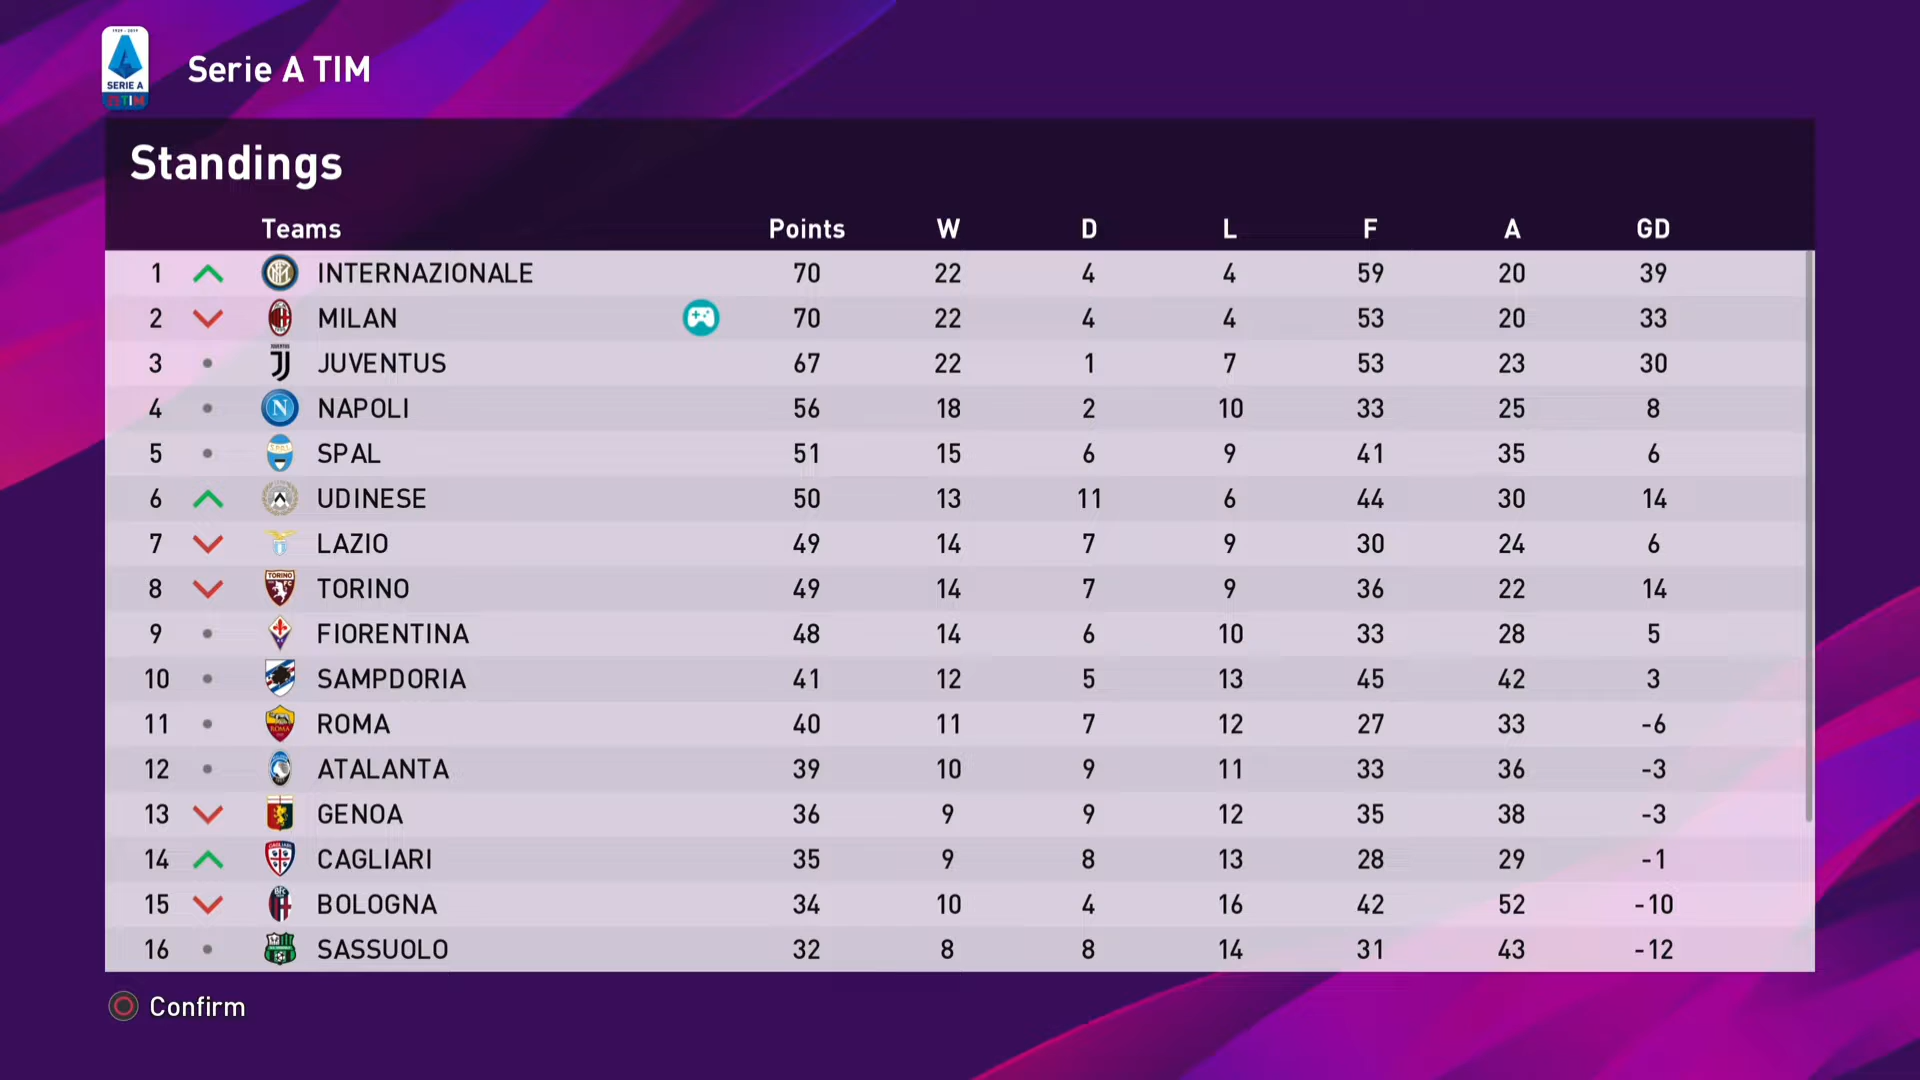 SERIE A
TIM
Serie A TIM
Standings
Teams Points W D L F A GD
1 INTERNAZIONALE 70 22 4 4 59 20 39
2 MILAN 70 22 4 4 53 20 33
3 JUVENTUS 67 22 1 7 53 23 30
4 NAPOLI 56 18 2 10 33 25 8
5 SPAL 51 15 6 9 41 35 6
6 UDINESE 50 13 11 6 44 30 14
7 LAZIO 49 14 7 9 30 24 6
8 TORINO 49 14 7 9 36 22 14
9 FIORENTINA 48 14 6 10 33 28 5
10 SAMPDORIA 41 12 5 13 45 42 3
11 ROMA 40 11 7 12 27 33 -6
12 ATALANTA 39 10 9 11 33 36 -3
13 GENOA 36 9 9 12 35 38 -3
14 CAGLIARI 35 9 8 13 28 29 -1
15 BOLOGNA 34 10 4 16 42 52 -10
16 SASSUOLO 32 8 8 14 31 43 -12
Confirm